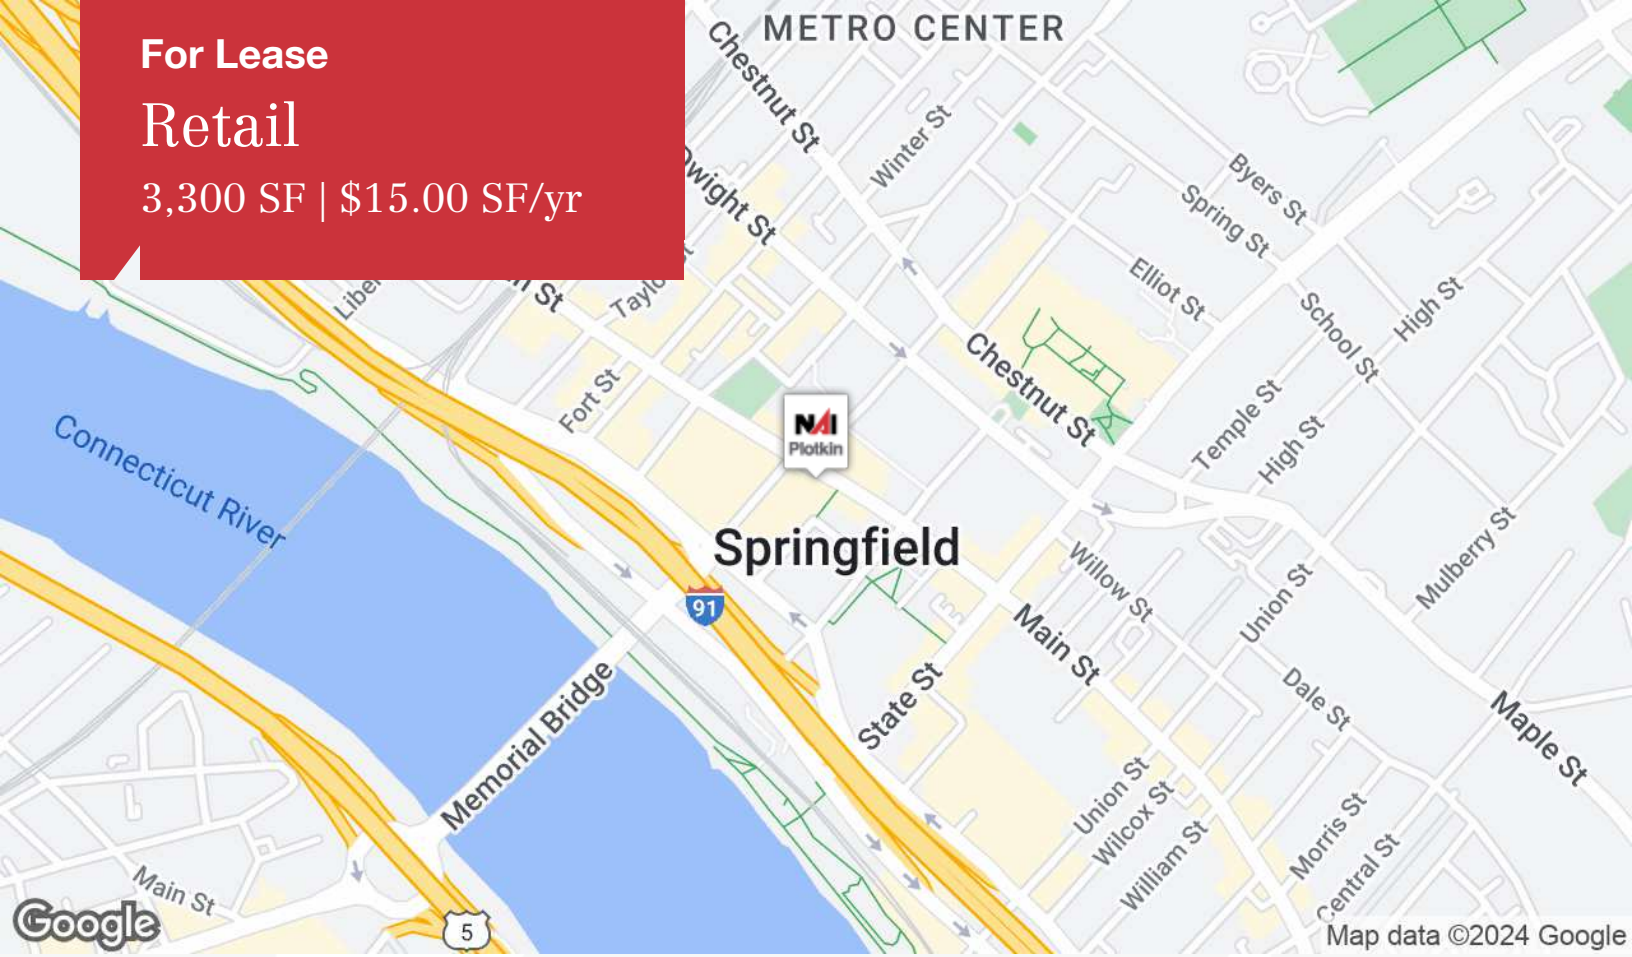 For Lease
Retail
3,300 SF | $15.00 SF/yr
METRO CENTER
Chestnut St
Winter St
Dwight St
Byers St
Spring St
Elliot St
School St
High St
St
Fort St
Chestnut St
Temple St
High St
NAI
Plotkin
Connecticut River
Springfield
91
Willow St
Mulberry St
Union St
Main St
State St
Dale St
Maple St
Memorial Bridge
Union St
Wilcox St
William St
Morris St
Central St
Main St
5
Google
Map data ©2024 Google